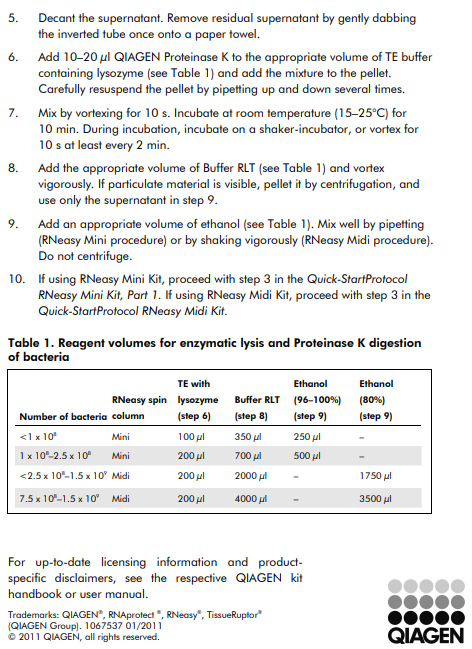 5. Decant the supernatant. Remove residual supernatant by gently dabbing
the inverted tube once onto a paper towel.
6. Add 10–20 µl QIAGEN Proteinase K to the appropriate volume of TE buffer
containing lysozyme (see Table 1) and add the mixture to the pellet.
Carefully resuspend the pellet by pipetting up and down several times.
7. Mix by vortexing for 10 s. Incubate at room temperature (15–25°C) for
10 min. During incubation, incubate on a shaker-incubator, or vortex for
10 s at least every 2 min.
8. Add the appropriate volume of Buffer RLT (see Table 1) and vortex
vigorously. If particulate material is visible, pellet it by centrifugation, and
use only the supernatant in step 9.
9. Add an appropriate volume of ethanol (see Table 1). Mix well by pipetting
(RNeasy Mini procedure) or by shaking vigorously (RNeasy Midi procedure).
Do not centrifuge.
10. If using RNeasy Mini Kit, proceed with step 3 in the Quick-StartProtocol
RNeasy Mini Kit, Part 1. If using RNeasy Midi Kit, proceed with step 3 in the
Quick-StartProtocol RNeasy Midi Kit.
Table 1. Reagent volumes for enzymatic lysis and Proteinase K digestion
of bacteria
TE with Ethanol Ethanol
RNeasy spin lysozyme Buffer RLT (96–100%) (80%)
Number of bacteria column (step 6) (step 8) (step 9) (step 9)
<1 x 10⁸ Mini 100 µl 350 µl 250 µl –
1 x 10⁸–2.5 x 10⁸ Mini 200 µl 700 µl 500 µl –
<2.5 x 10⁸–1.5 x 10⁹ Midi 200 µl 2000 µl – 1750 µl
7.5 x 10⁸–1.5 x 10⁹ Midi 200 µl 4000 µl – 3500 µl
For up-to-date licensing information and product-
specific disclaimers, see the respective QIAGEN kit
handbook or user manual.
Trademarks: QIAGEN®, RNAprotect ®, RNeasy®, TissueRuptor®
(QIAGEN Group). 1067537 01/2011
© 2011 QIAGEN, all rights reserved.
QIAGEN